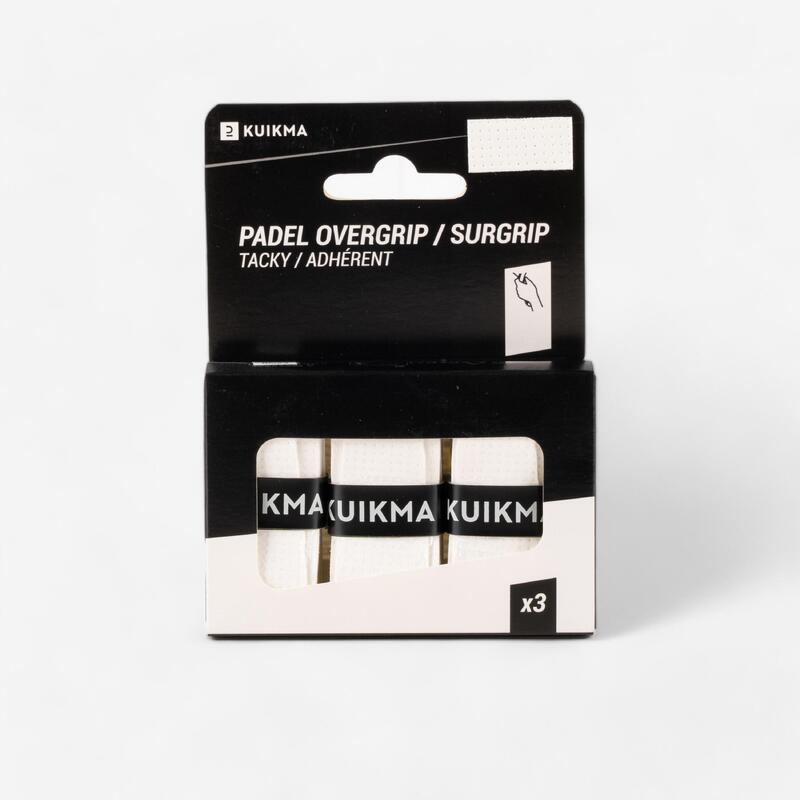 KUIKMA
PADEL OVERGRIP / SURGRIP
TACKY / ADHÉRENT
KMA
KUIKMA
KUIKMA
x3